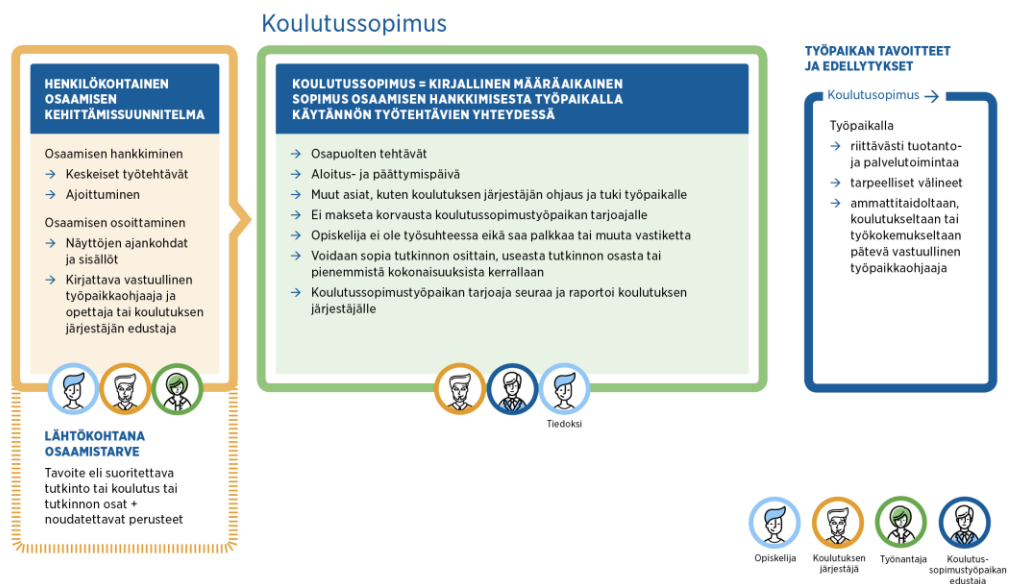 Koulutussopimus
HENKILÖKOHTAINEN
OSAAMISEN
KEHITTÄMISSUUNNITELMA
Osaamisen hankkiminen
→ Keskeiset työtehtävät
→ Ajoittuminen
Osaamisen osoittaminen
→ Näyttöjen ajankohdat
ja sisällöt
→ Kirjattava vastuullinen
työpaikkaohjaaja ja
opettaja tai koulutuksen
järjestäjän edustaja
LÄHTÖKOHTANA
OSAAMISTARVE
Tavoite eli suoritettava
tutkinto tai koulutus tai
tutkinnon osat +
noudatettavat perusteet
KOULUTUSSOPIMUS = KIRJALLINEN MÄÄRÄAIKAINEN
SOPIMUS OSAAMISEN HANKKIMISESTA TYÖPAIKALLA
KÄYTÄNNÖN TYÖTEHTÄVIEN YHTEYDESSÄ
→ Osapuolten tehtävät
→ Aloitus- ja päättymispäivä
→ Muut asiat, kuten koulutuksen järjestäjän ohjaus ja tuki työpaikalle
→ Ei makseta korvausta koulutussopimustyöpaikan tarjoajalle
→ Opiskelija ei ole työsuhteessa eikä saa palkkaa tai muuta vastiketta
→ Voidaan sopia tutkinnon osittain, useasta tutkinnon osasta tai
pienemmistä kokonaisuuksista kerrallaan
→ Koulutussopimustyöpaikan tarjoaja seuraa ja raportoi koulutuksen
järjestäjälle
Tiedoksi
TYÖPAIKAN TAVOITTEET
JA EDELLYTYKSET
Koulutusopimus →
Työpaikalla
→ riittävästi tuotanto-
ja palvelutoimintaa
→ tarpeelliset välineet
→ ammattitaidoltaan,
koulutukseltaan tai
työkokemukseltaan
pätevä vastuullinen
työpaikkaohjaaja
Opiskelija
Koulutuksen
järjestäjä
Työnantaja
Koulutus-
sopimustyöpaikan
edustaja